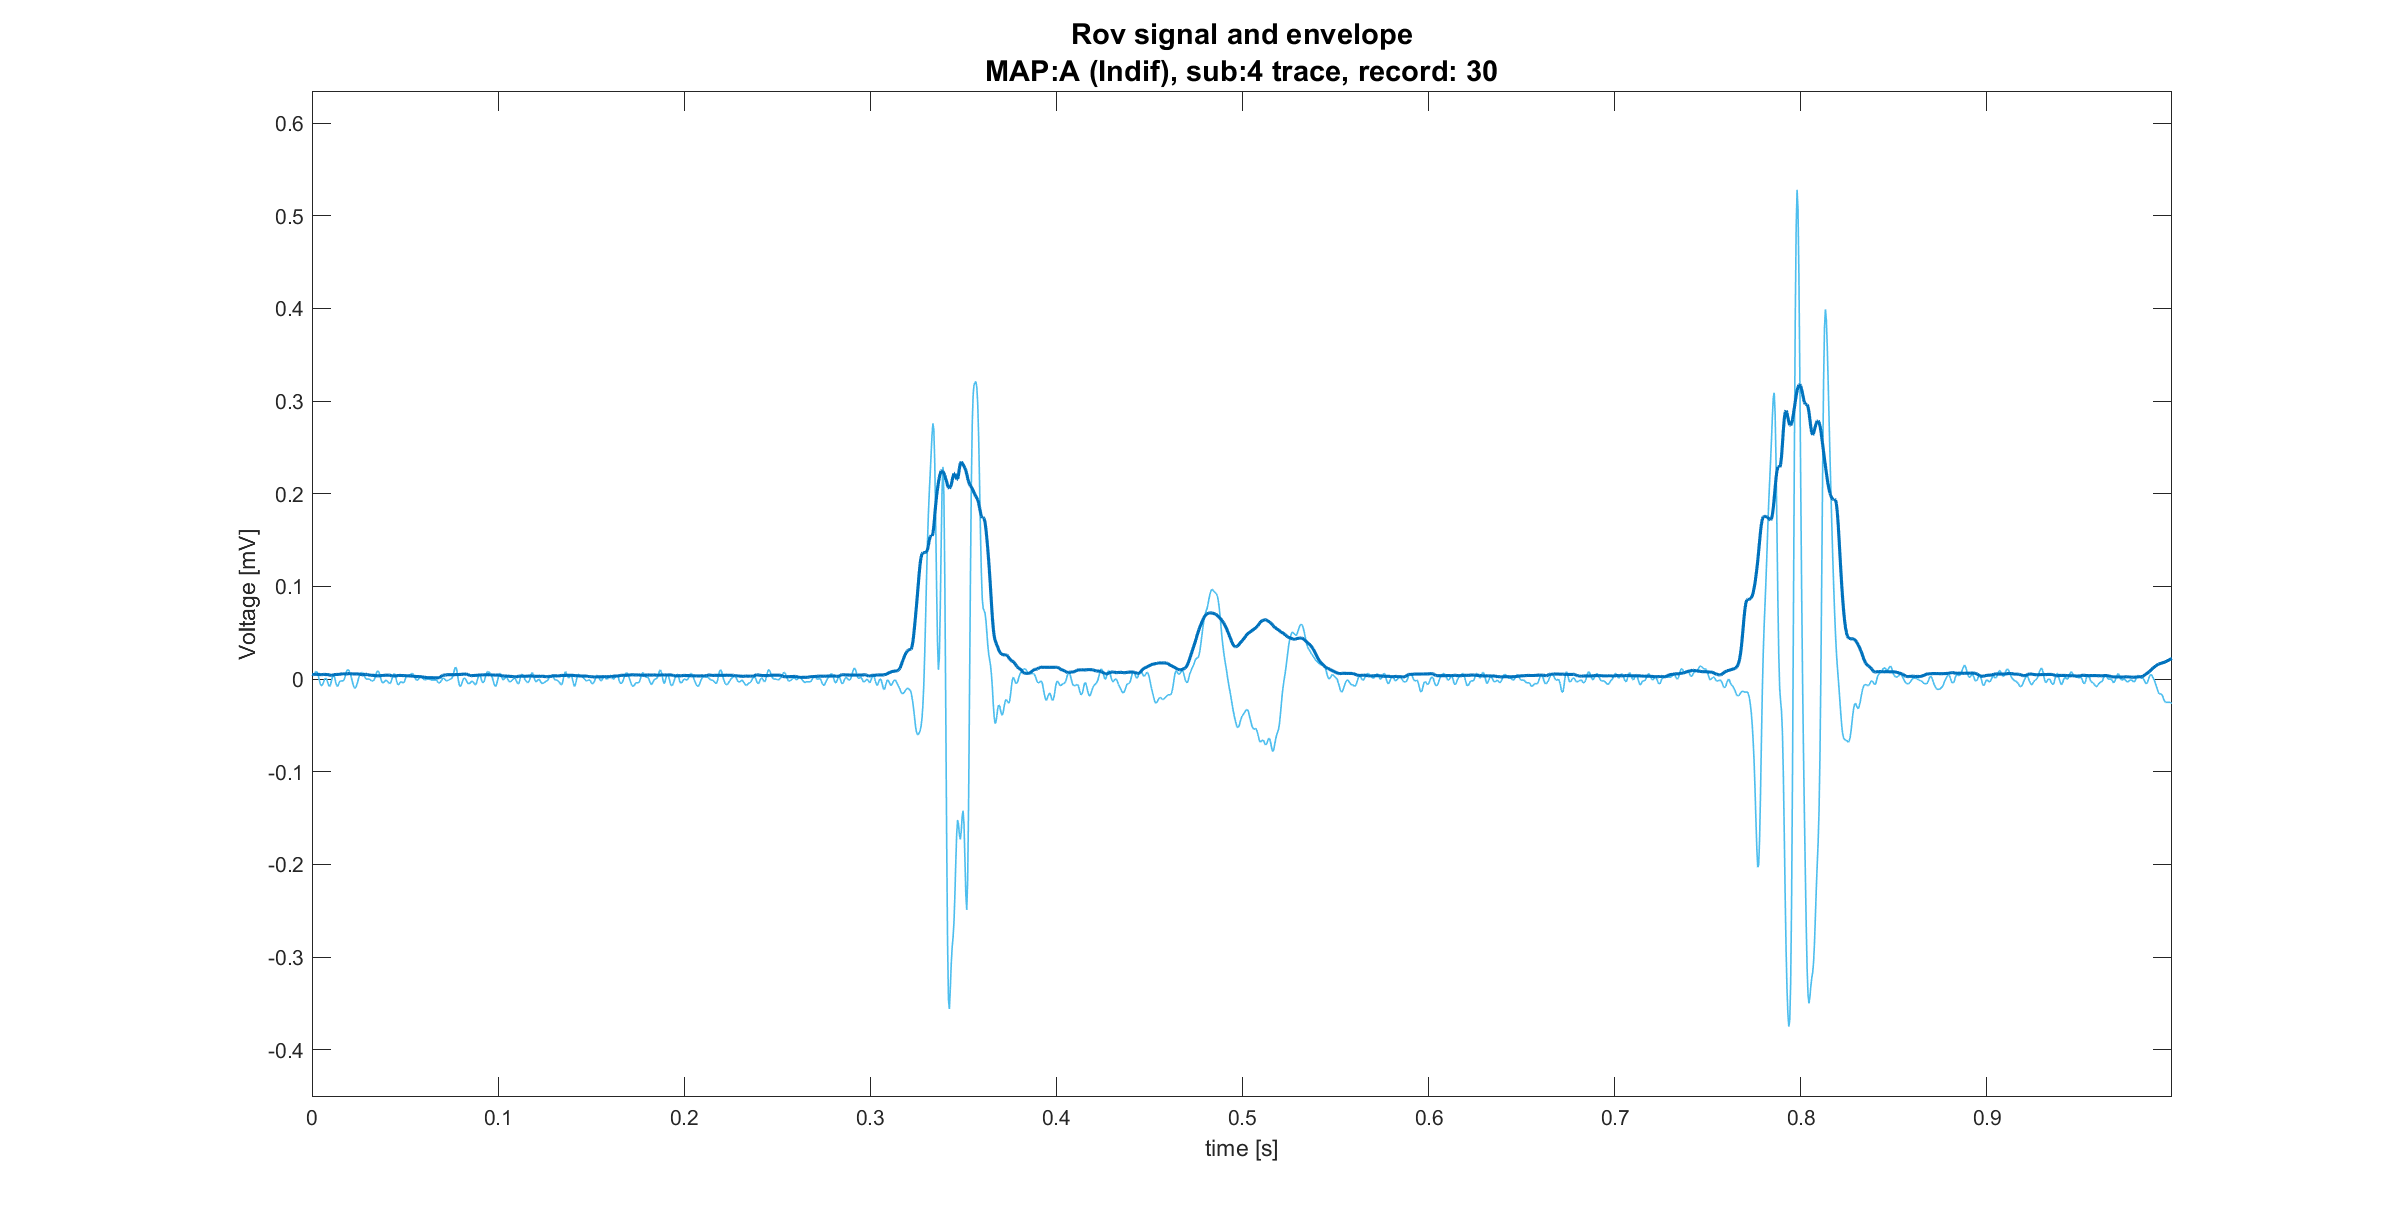 Rov signal and envelope
MAP:A (Indif), sub:4 trace, record: 30
0.6
0.5
0.4
0.3
0.2
0.1
0
-0.1
-0.2
-0.3
-0.4
Voltage [mV]
0 0.1 0.2 0.3 0.4 0.5 0.6 0.7 0.8 0.9
time [s]